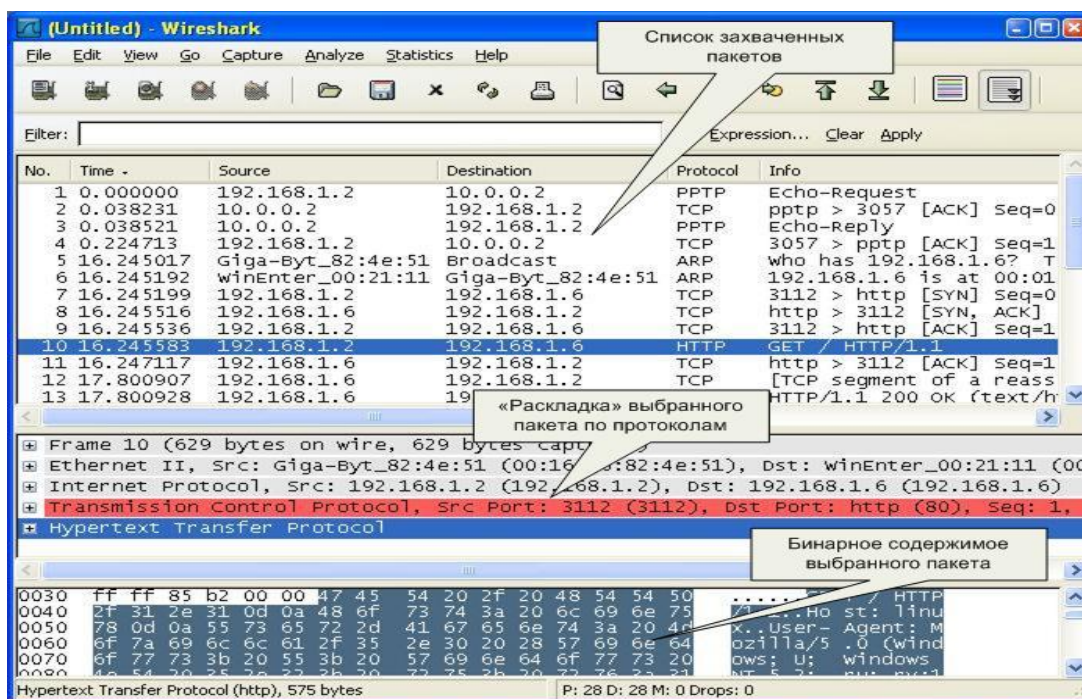 (Untitled) - Wireshark
File Edit View Go Capture Analyze Statistics Help
Список захваченных
пакетов
Filter:
Expression... Clear Apply
No. Time Source Destination Protocol Info
1 0.000000 192.168.1.2 10.0.0.2 PPTP Echo-Request
2 0.038231 10.0.0.2 192.168.1.2 TCP pptp > 3057 [ACK] Seq=0
3 0.038521 10.0.0.2 192.168.1.2 PPTP Echo-Reply
4 0.224713 192.168.1.2 10.0.0.2 TCP 3057 > pptp [ACK] Seq=1
5 16.245017 Giga-Byt_82:4e:51 Broadcast ARP who has 192.168.1.6? T
6 16.245192 WinEnter_00:21:11 Giga-Byt_82:4e:51 ARP 192.168.1.6 is at 00:01
7 16.245199 192.168.1.2 192.168.1.6 TCP 3112 > http [SYN] Seq=0
8 16.245516 192.168.1.6 192.168.1.2 TCP http > 3112 [SYN, ACK]
9 16.245536 192.168.1.2 192.168.1.6 TCP 3112 > http [ACK] Seq=1
10 16.245583 192.168.1.2 192.168.1.6 HTTP GET / HTTP/1.1
11 16.247117 192.168.1.6 192.168.1.2 TCP http > 3112 [ACK] Seq=1
12 17.800907 192.168.1.6 192.168.1.2 TCP [TCP segment of a reass
13 17.800928 192.168.1.6 19 HTTP/1.1 200 OK (text/h
«Раскладка» выбранного
пакета по протоколам
Frame 10 (629 bytes on wire, 629 bytes
Ethernet II, Src: Giga-Byt_82:4e:51 (00:16 :82:4e:51), Dst: WinEnter_00:21:11 (00
Internet Protocol, Src: 192.168.1.2 (192.168.1.2), Dst: 192.168.1.6 (192.168.1.6)
Transmission Control Protocol, Src Port: 3112 (3112), Dst Port: http (80), Seq: 1,
Hypertext Transfer Protocol
Бинарное содержимое
выбранного пакета
0030 ff ff 85 b2 00 00 47 45 54 20 2f 20 48 54 54 50 / HTTP
0040 2f 31 2e 31 0d 0a 48 6f 73 74 3a 20 6c 69 6e 75 st: linu
0050 78 0d 0a 55 73 65 72 2d 41 67 65 6e 74 3a 20 4d x..User- Agent: M
0060 6f 7a 69 6c 6c 61 2f 35 2e 30 20 28 57 69 6e 64 ozilla/5 .0 (Wind
0070 6f 77 73 3b 20 55 3b 20 57 69 6e 64 6f 77 73 20 ows; U; Windows
Hypertext Transfer Protocol (http), 575 bytes P: 28 D: 28 M: 0 Drops: 0